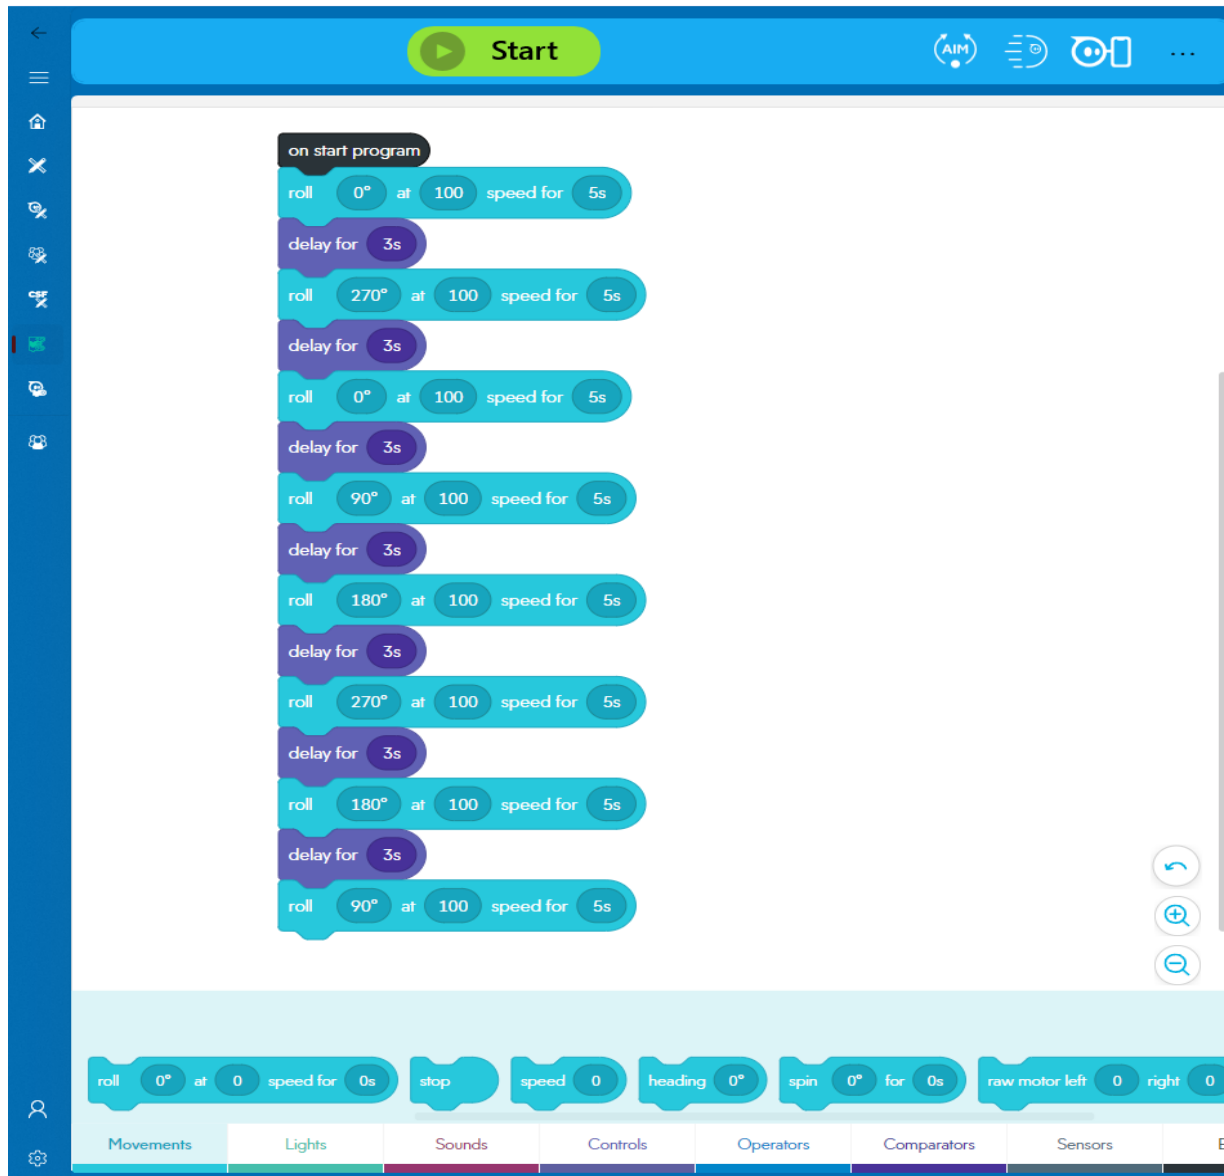 Start
AIM
...
on start program
roll 0° at 100 speed for 5s
delay for 3s
roll 270° at 100 speed for 5s
delay for 3s
roll 0° at 100 speed for 5s
delay for 3s
roll 90° at 100 speed for 5s
delay for 3s
roll 180° at 100 speed for 5s
delay for 3s
roll 270° at 100 speed for 5s
delay for 3s
roll 180° at 100 speed for 5s
delay for 3s
roll 90° at 100 speed for 5s
CSF
roll 0° at 0 speed for 0s stop speed 0 heading 0° spin 0° for 0s raw motor left 0 right 0
Movements Lights Sounds Controls Operators Comparators Sensors